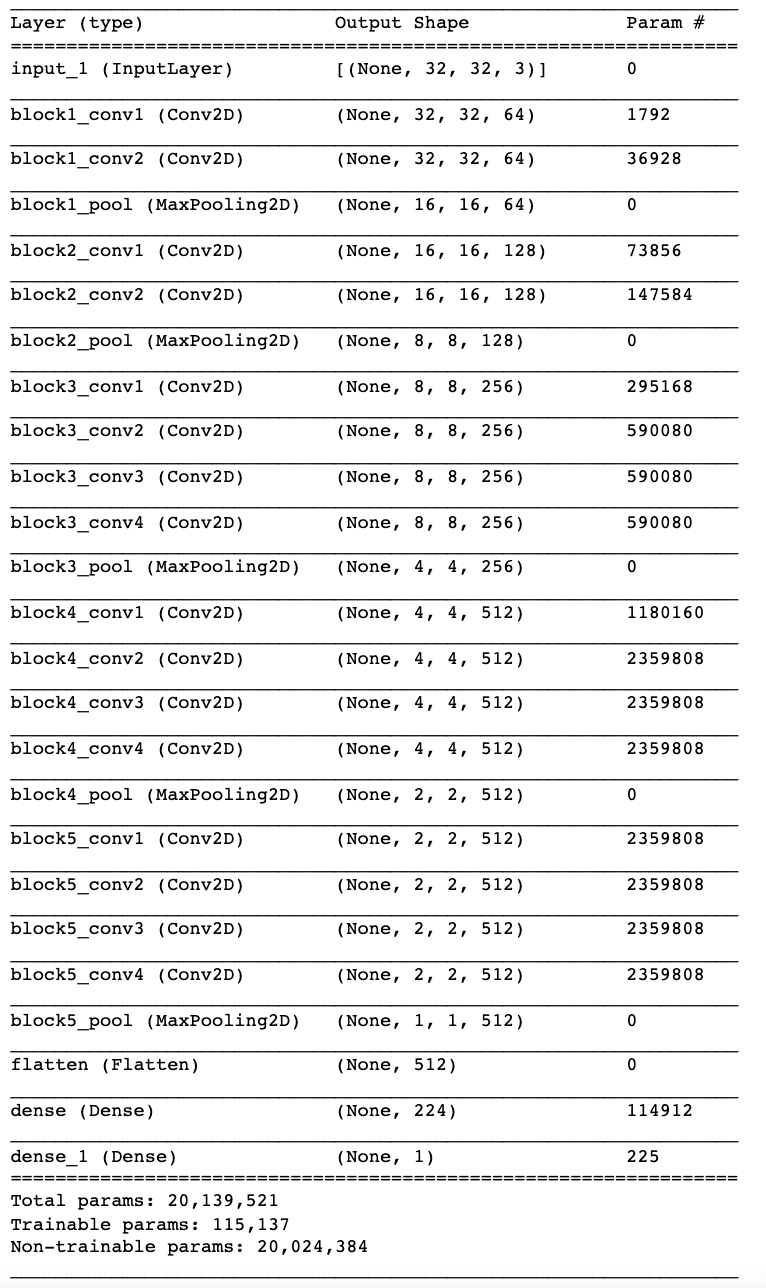 Layer (type) Output Shape Param #
=================================================================
input_1 (InputLayer) [(None, 32, 32, 3)] 0
block1_conv1 (Conv2D) (None, 32, 32, 64) 1792
block1_conv2 (Conv2D) (None, 32, 32, 64) 36928
block1_pool (MaxPooling2D) (None, 16, 16, 64) 0
block2_conv1 (Conv2D) (None, 16, 16, 128) 73856
block2_conv2 (Conv2D) (None, 16, 16, 128) 147584
block2_pool (MaxPooling2D) (None, 8, 8, 128) 0
block3_conv1 (Conv2D) (None, 8, 8, 256) 295168
block3_conv2 (Conv2D) (None, 8, 8, 256) 590080
block3_conv3 (Conv2D) (None, 8, 8, 256) 590080
block3_conv4 (Conv2D) (None, 8, 8, 256) 590080
block3_pool (MaxPooling2D) (None, 4, 4, 256) 0
block4_conv1 (Conv2D) (None, 4, 4, 512) 1180160
block4_conv2 (Conv2D) (None, 4, 4, 512) 2359808
block4_conv3 (Conv2D) (None, 4, 4, 512) 2359808
block4_conv4 (Conv2D) (None, 4, 4, 512) 2359808
block4_pool (MaxPooling2D) (None, 2, 2, 512) 0
block5_conv1 (Conv2D) (None, 2, 2, 512) 2359808
block5_conv2 (Conv2D) (None, 2, 2, 512) 2359808
block5_conv3 (Conv2D) (None, 2, 2, 512) 2359808
block5_conv4 (Conv2D) (None, 2, 2, 512) 2359808
block5_pool (MaxPooling2D) (None, 1, 1, 512) 0
flatten (Flatten) (None, 512) 0
dense (Dense) (None, 224) 114912
dense_1 (Dense) (None, 1) 225
=================================================================
Total params: 20,139,521
Trainable params: 115,137
Non-trainable params: 20,024,384